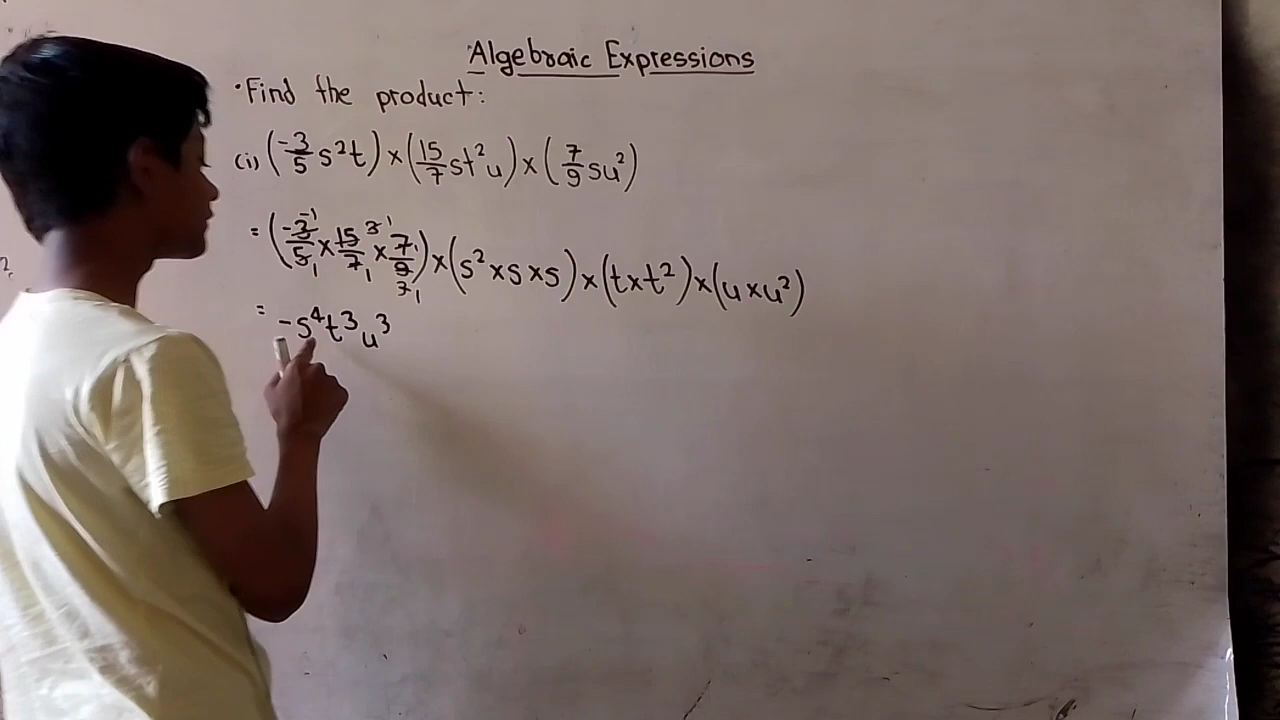 Algebraic Expressions
•Find the product:
(i) (-3/5 s²t) × (15/7 st²u) × (7/9 su²)
= (-3/5 × 15/7 × 7/9) × (s² × s × s) × (t × t²) × (u × u²)
= -s⁴t³u³